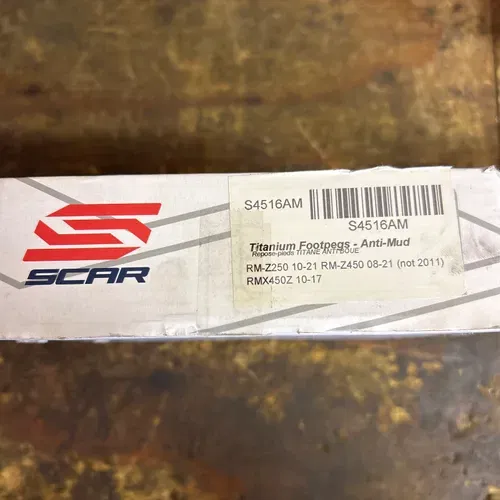 SCAR
S4516AM
S4516AM
Titanium Footpegs - Anti-Mud
Repose-pieds TITANE ANTI BOUE
RM-Z250 10-21 RM-Z450 08-21 (not 2011)
RMX450Z 10-17